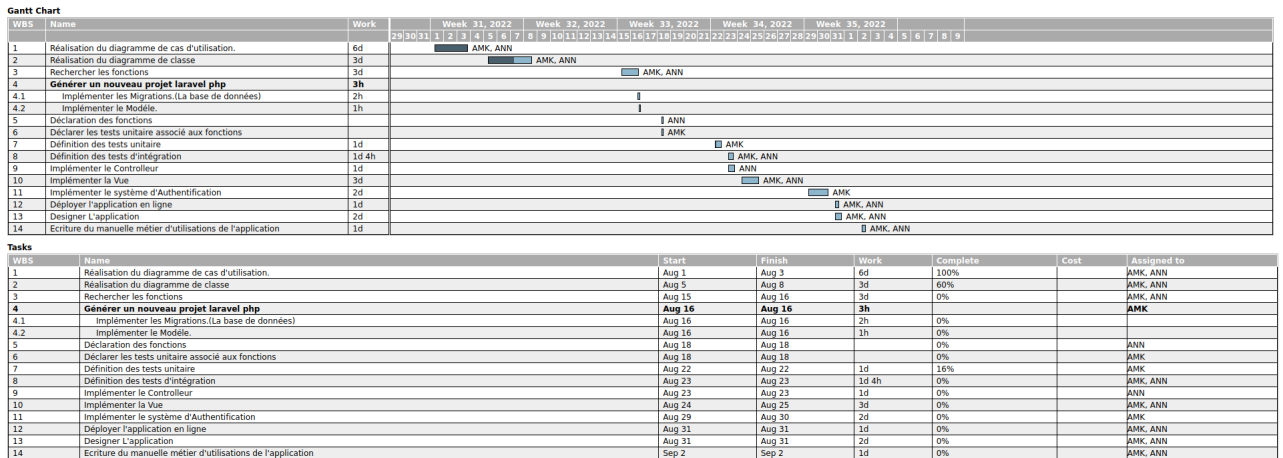 Gantt Chart
WBS Name Work Week 31, 2022 Week 32, 2022 Week 33, 2022 Week 34, 2022 Week 35, 2022
29 30 31 1 2 3 4 5 6 7 8 9 10 11 12 13 14 15 16 17 18 19 20 21 22 23 24 25 26 27 28 29 30 31 1 2 3 4 5 6 7 8 9
1 Réalisation du diagramme de cas d'utilisation. 6d AMK, ANN
2 Réalisation du diagramme de classe 3d AMK, ANN
3 Rechercher les fonctions 3d AMK, ANN
4 Générer un nouveau projet laravel php 3h
4.1 Implémenter les Migrations.(La base de données) 2h
4.2 Implémenter le Modéle. 1h
5 Déclaration des fonctions ANN
6 Déclarer les tests unitaire associé aux fonctions AMK
7 Définition des tests unitaire 1d AMK
8 Définition des tests d'intégration 1d 4h AMK, ANN
9 Implémenter le Controlleur 1d ANN
10 Implémenter la Vue 3d AMK, ANN
11 Implémenter le système d'Authentification 2d AMK
12 Déployer l'application en ligne 1d AMK, ANN
13 Designer L'application 2d AMK, ANN
14 Ecriture du manuelle métier d'utilisations de l'application 1d AMK, ANN
Tasks
WBS Name Start Finish Work Complete Cost Assigned to
1 Réalisation du diagramme de cas d'utilisation. Aug 1 Aug 3 6d 100% AMK, ANN
2 Réalisation du diagramme de classe Aug 5 Aug 8 3d 60% AMK, ANN
3 Rechercher les fonctions Aug 15 Aug 16 3d 0% AMK, ANN
4 Générer un nouveau projet laravel php Aug 16 Aug 16 3h AMK
4.1 Implémenter les Migrations.(La base de données) Aug 16 Aug 16 2h 0%
4.2 Implémenter le Modéle. Aug 16 Aug 16 1h 0%
5 Déclaration des fonctions Aug 18 Aug 18 0% ANN
6 Déclarer les tests unitaire associé aux fonctions Aug 18 Aug 18 0% AMK
7 Définition des tests unitaire Aug 22 Aug 22 1d 16% AMK
8 Définition des tests d'intégration Aug 23 Aug 23 1d 4h 0% AMK, ANN
9 Implémenter le Controlleur Aug 23 Aug 23 1d 0% ANN
10 Implémenter la Vue Aug 24 Aug 25 3d 0% AMK, ANN
11 Implémenter le système d'Authentification Aug 29 Aug 30 2d 0% AMK
12 Déployer l'application en ligne Aug 31 Aug 31 1d 0% AMK, ANN
13 Designer L'application Aug 31 Aug 31 2d 0% AMK, ANN
14 Ecriture du manuelle métier d'utilisations de l'application Sep 2 Sep 2 1d 0% AMK, ANN